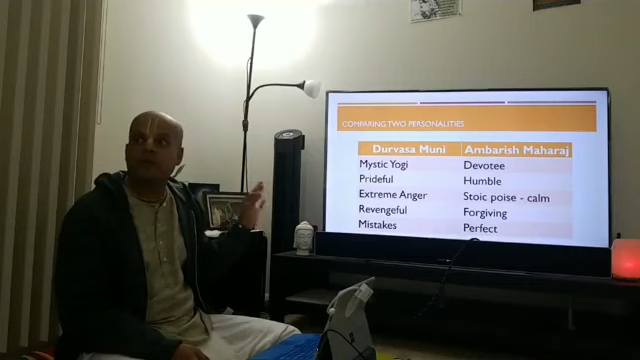 COMPARING TWO PERSONALITIES
Durvasa Muni Ambarish Maharaj
Mystic Yogi Devotee
Prideful Humble
Extreme Anger Stoic poise - calm
Revengeful Forgiving
Mistakes Perfect